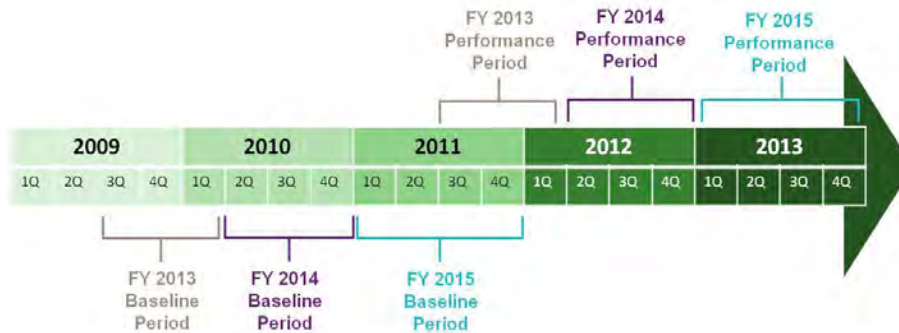 FY 2013
Performance
Period
FY 2014
Performance
Period
FY 2015
Performance
Period
2009 2010 2011 2012 2013
1Q 2Q 3Q 4Q 1Q 2Q 3Q 4Q 1Q 2Q 3Q 4Q 1Q 2Q 3Q 4Q 1Q 2Q 3Q 4Q
FY 2013
Baseline
Period
FY 2014
Baseline
Period
FY 2015
Baseline
Period